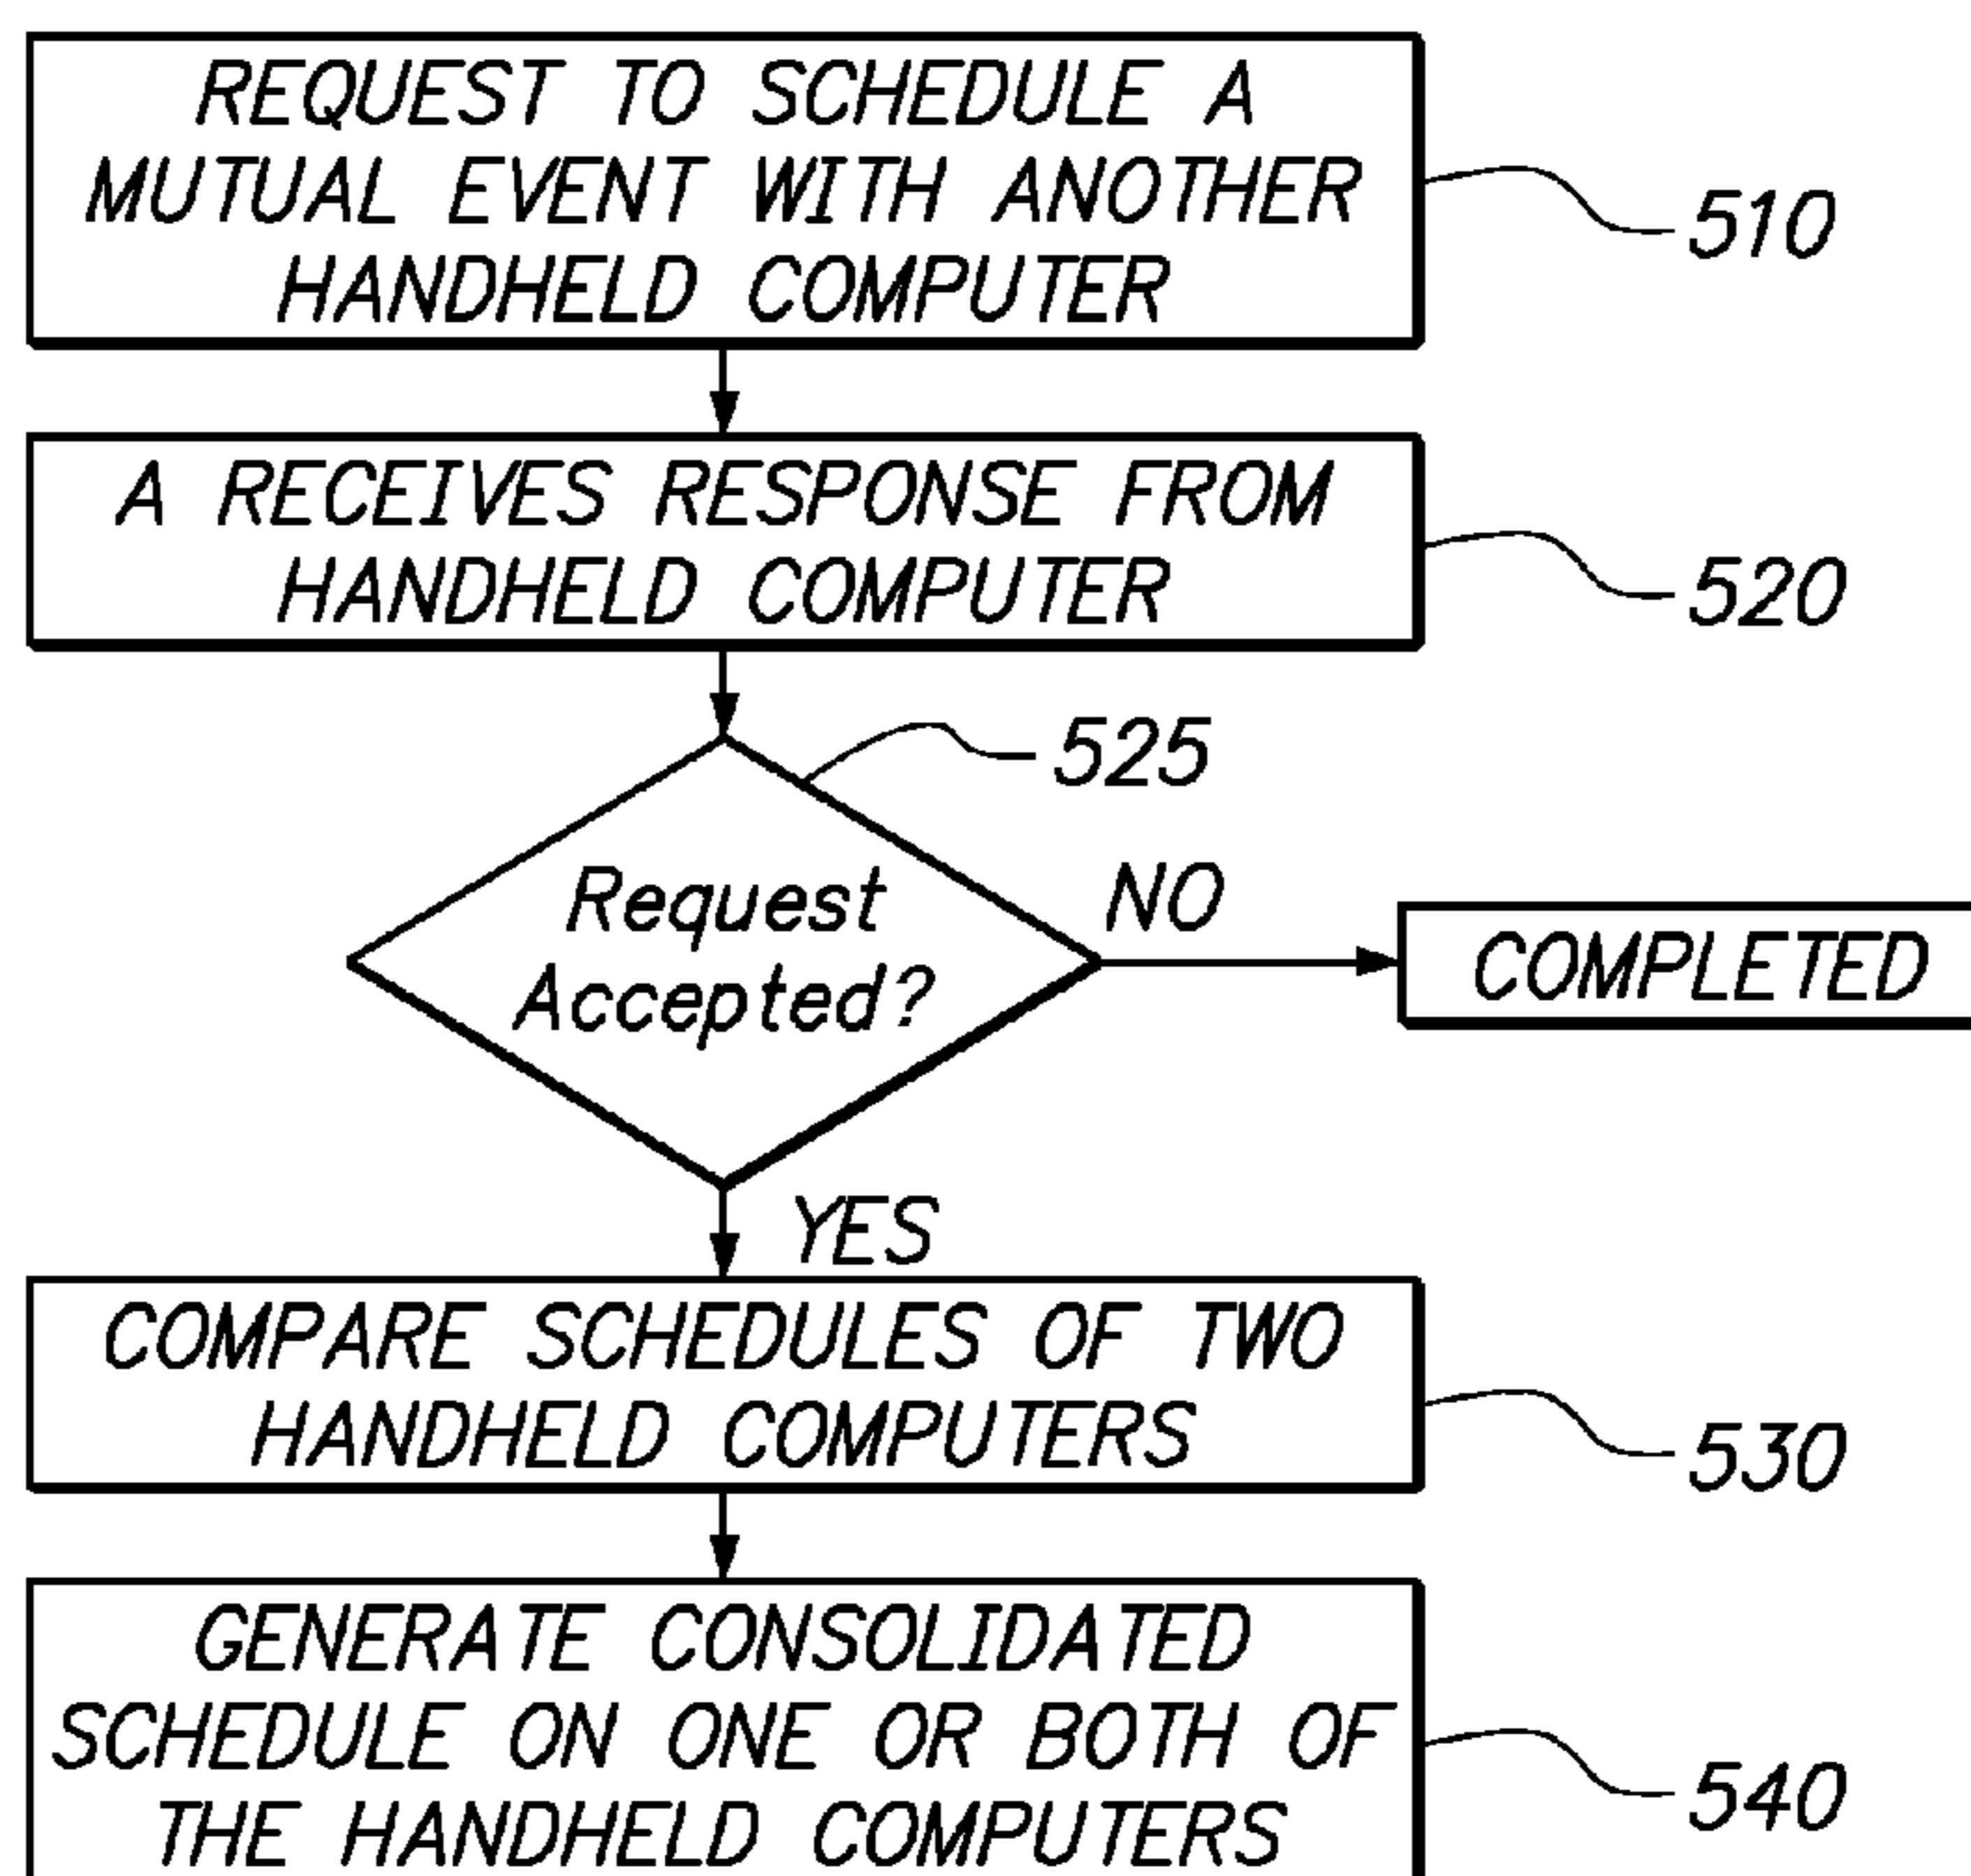 REQUEST TO SCHEDULE A
MUTUAL EVENT WITH ANOTHER
HANDHELD COMPUTER
510
A RECEIVES RESPONSE FROM
HANDHELD COMPUTER
520
525
Request
Accepted?
NO
COMPLETED
YES
COMPARE SCHEDULES OF TWO
HANDHELD COMPUTERS
530
GENERATE CONSOLIDATED
SCHEDULE ON ONE OR BOTH OF
THE HANDHELD COMPUTERS
540